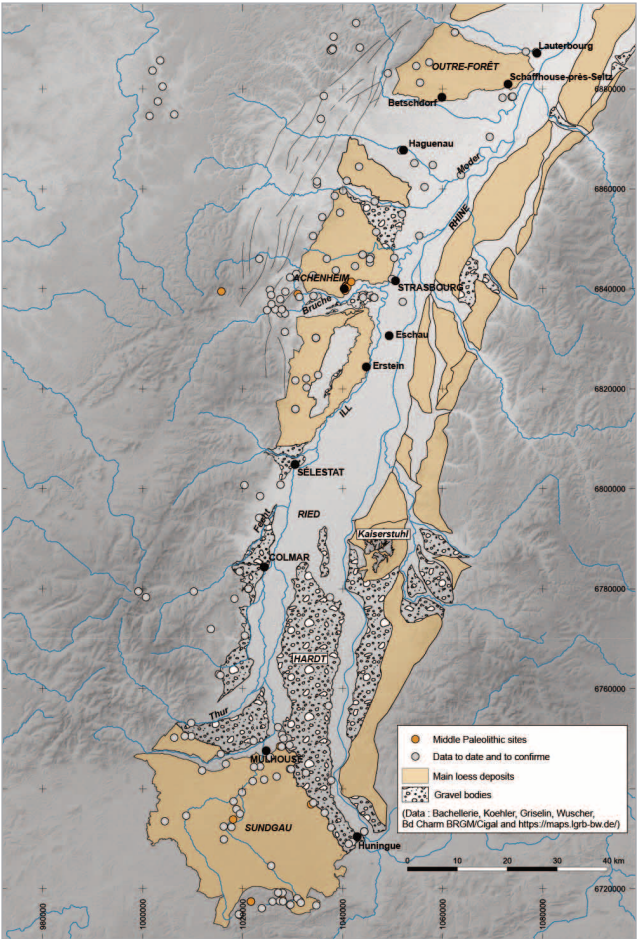 Lauterbourg
OUTRE-FORÊT
Schaffhouse-près-Seltz
6880000
Betschdorf
Haguenau
Moder
6860000
RHINE
ACHENHEIM
STRASBOURG
6840000
Bruche
Eschau
Erstein
6820000
ILL
SÉLESTAT
6800000
RIED
Fecht
Kaiserstuhl
COLMAR
6780000
HARDT
6760000
Thur
MULHOUSE
Middle Paleolithic sites
Data to date and to confirme
Main loess deposits
Gravel bodies
(Data : Bachellerie, Koehler, Griselin, Wuscher,
Bd Charm BRGM/Cigal and https://maps.lgrb-bw.de/)
SUNDGAU
Huningue
0 10 20 30 40 km
6720000
980000 1000000 1020000 1040000 1060000 1080000